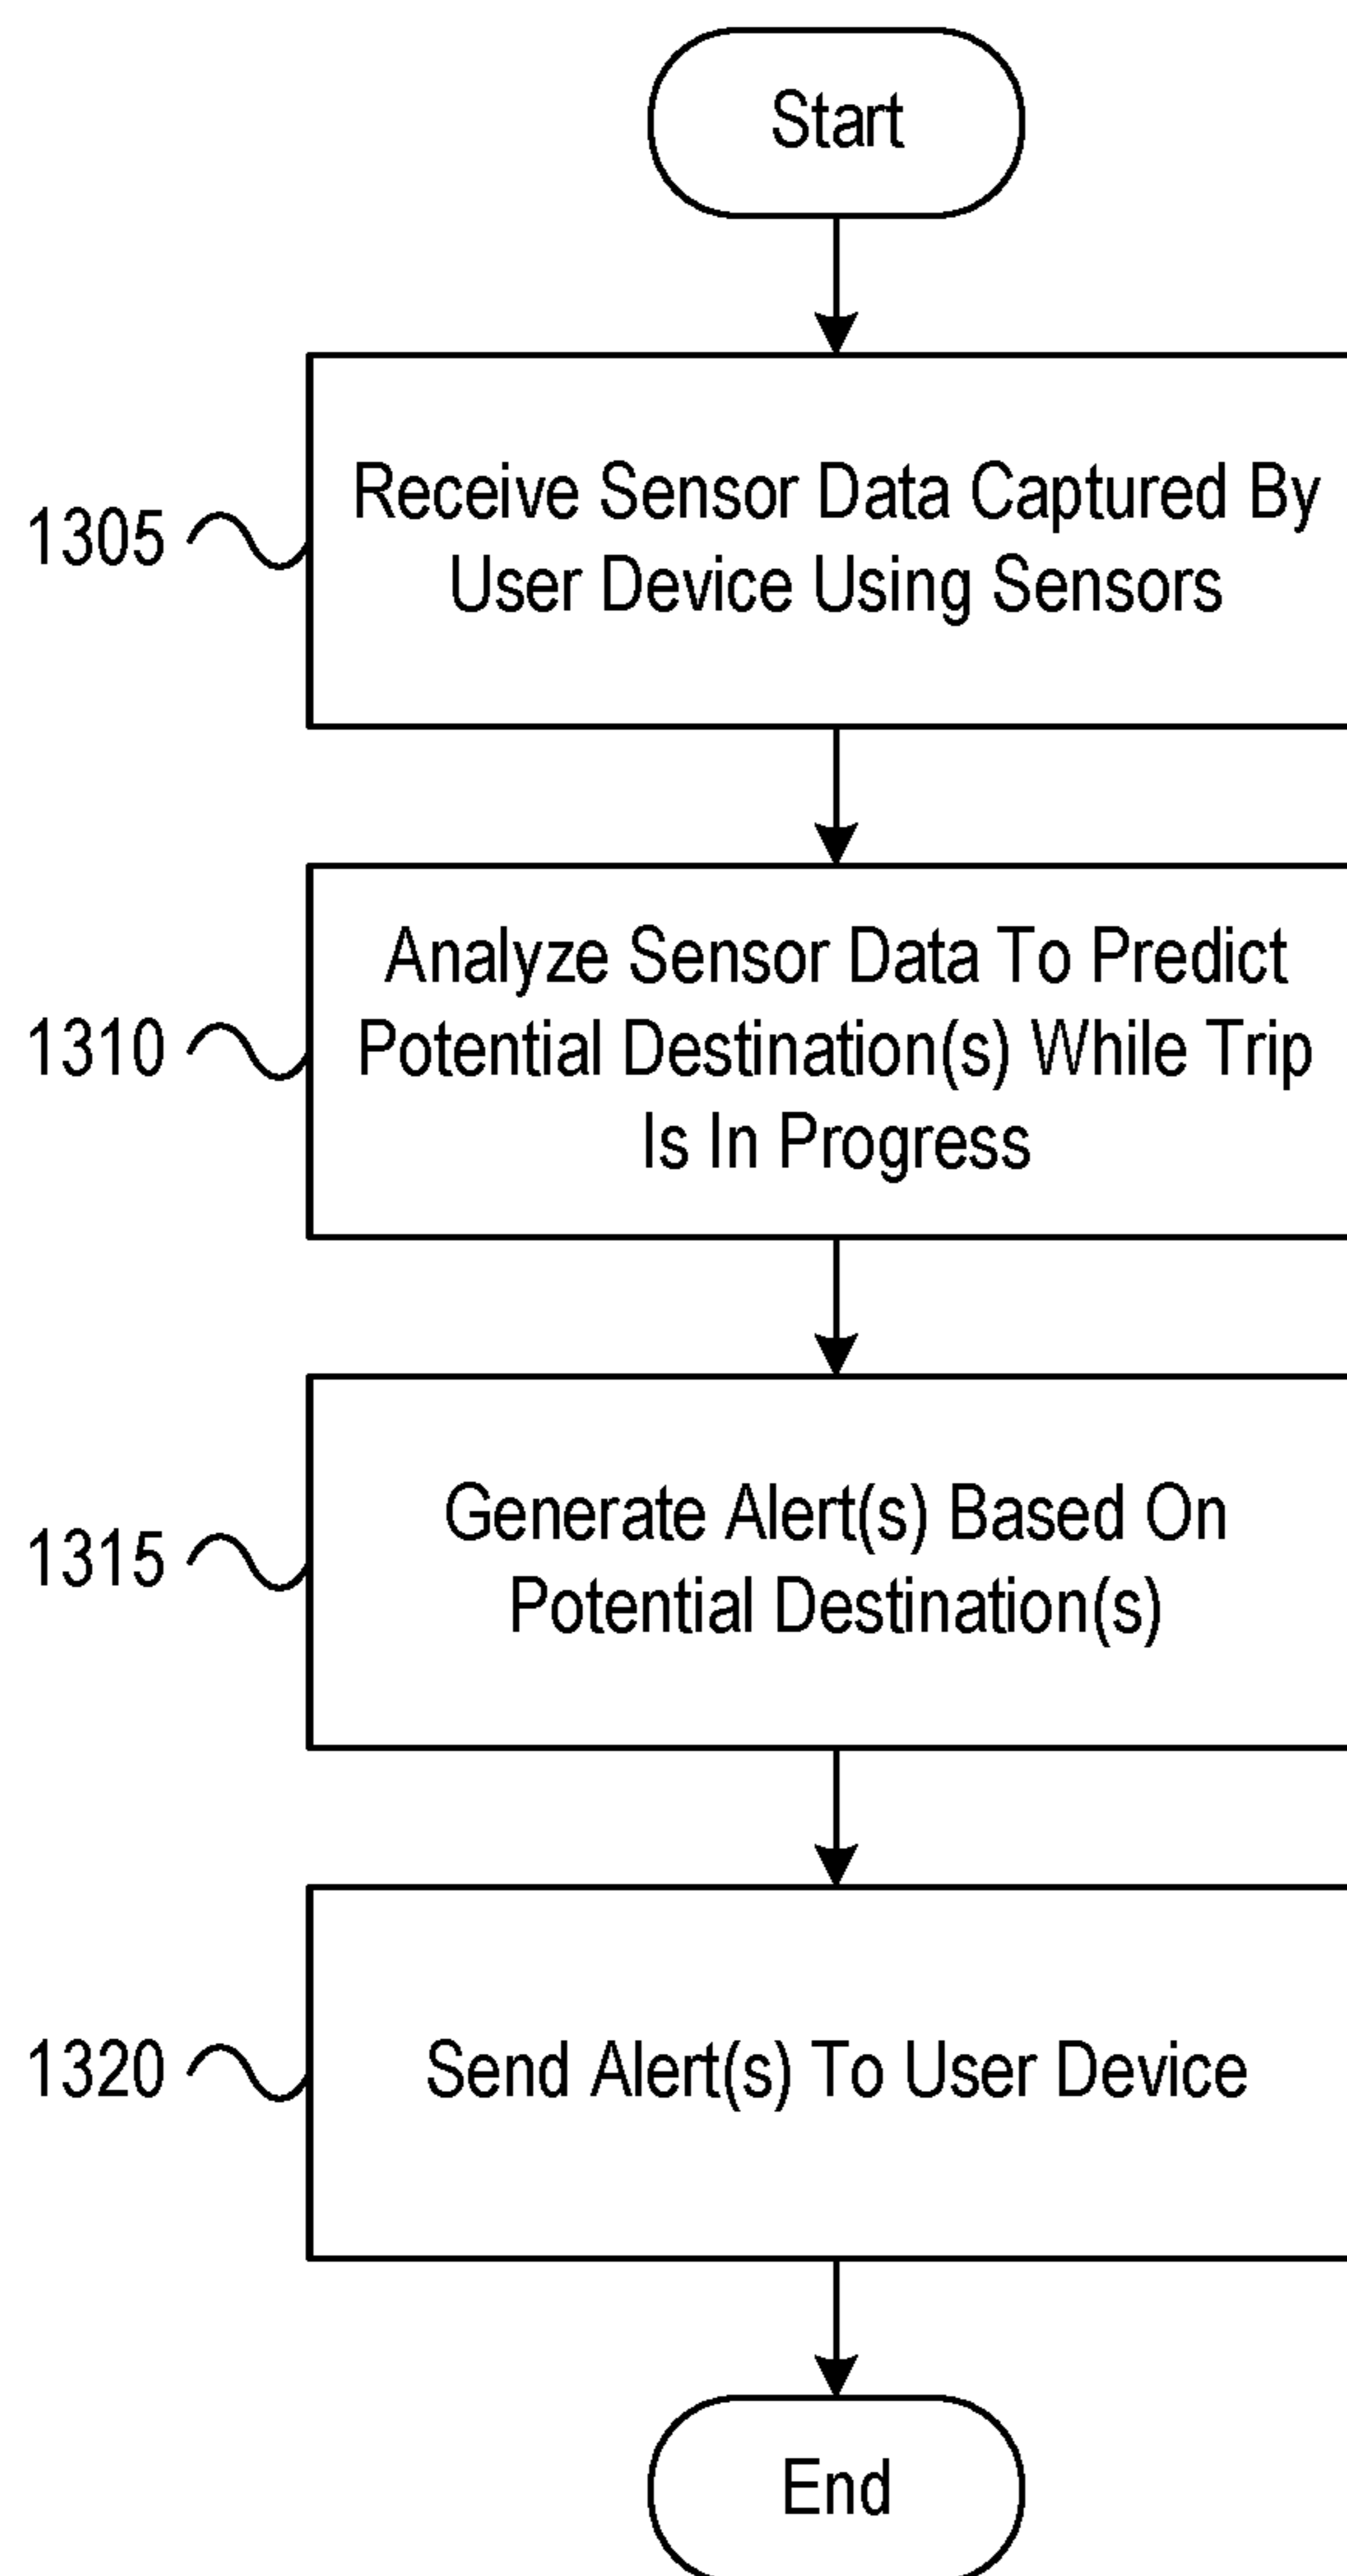 Start
1305
Receive Sensor Data Captured By
User Device Using Sensors
1310
Analyze Sensor Data To Predict
Potential Destination(s) While Trip
Is In Progress
1315
Generate Alert(s) Based On
Potential Destination(s)
1320
Send Alert(s) To User Device
End